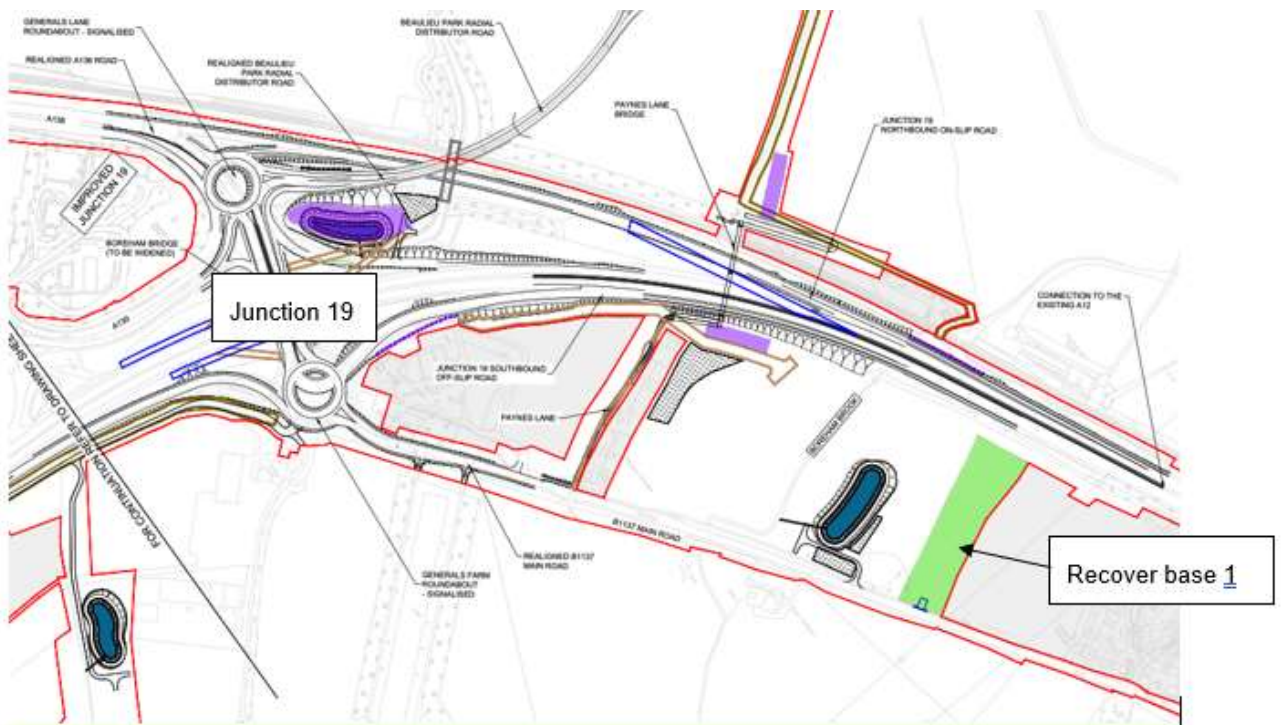 GENERALS LANE
ROUNDABOUT - SIGNALISED
REALIGNED A138 ROAD
A138
REALIGNED BEAULIEU
PARK RADIAL
DISTRIBUTOR ROAD
BEAULIEU PARK RADIAL
DISTRIBUTOR ROAD
PAYNES LANE
BRIDGE
JUNCTION 19
NORTHBOUND ON-SLIP ROAD
IMPROVED
JUNCTION 19
BOREHAM BRIDGE
(TO BE WIDENED)
Junction 19
CONNECTION TO THE
EXISTING A12
JUNCTION 19 SOUTHBOUND
OFF-SLIP ROAD
PAYNES LANE
BOREHAM BROOK
B1137 MAIN ROAD
REALIGNED B1137
MAIN ROAD
GENERALS FARM
ROUNDABOUT
- SIGNALISED
Recover base 1
FOR CONTINUATION REFER TO DRAWING SHEET